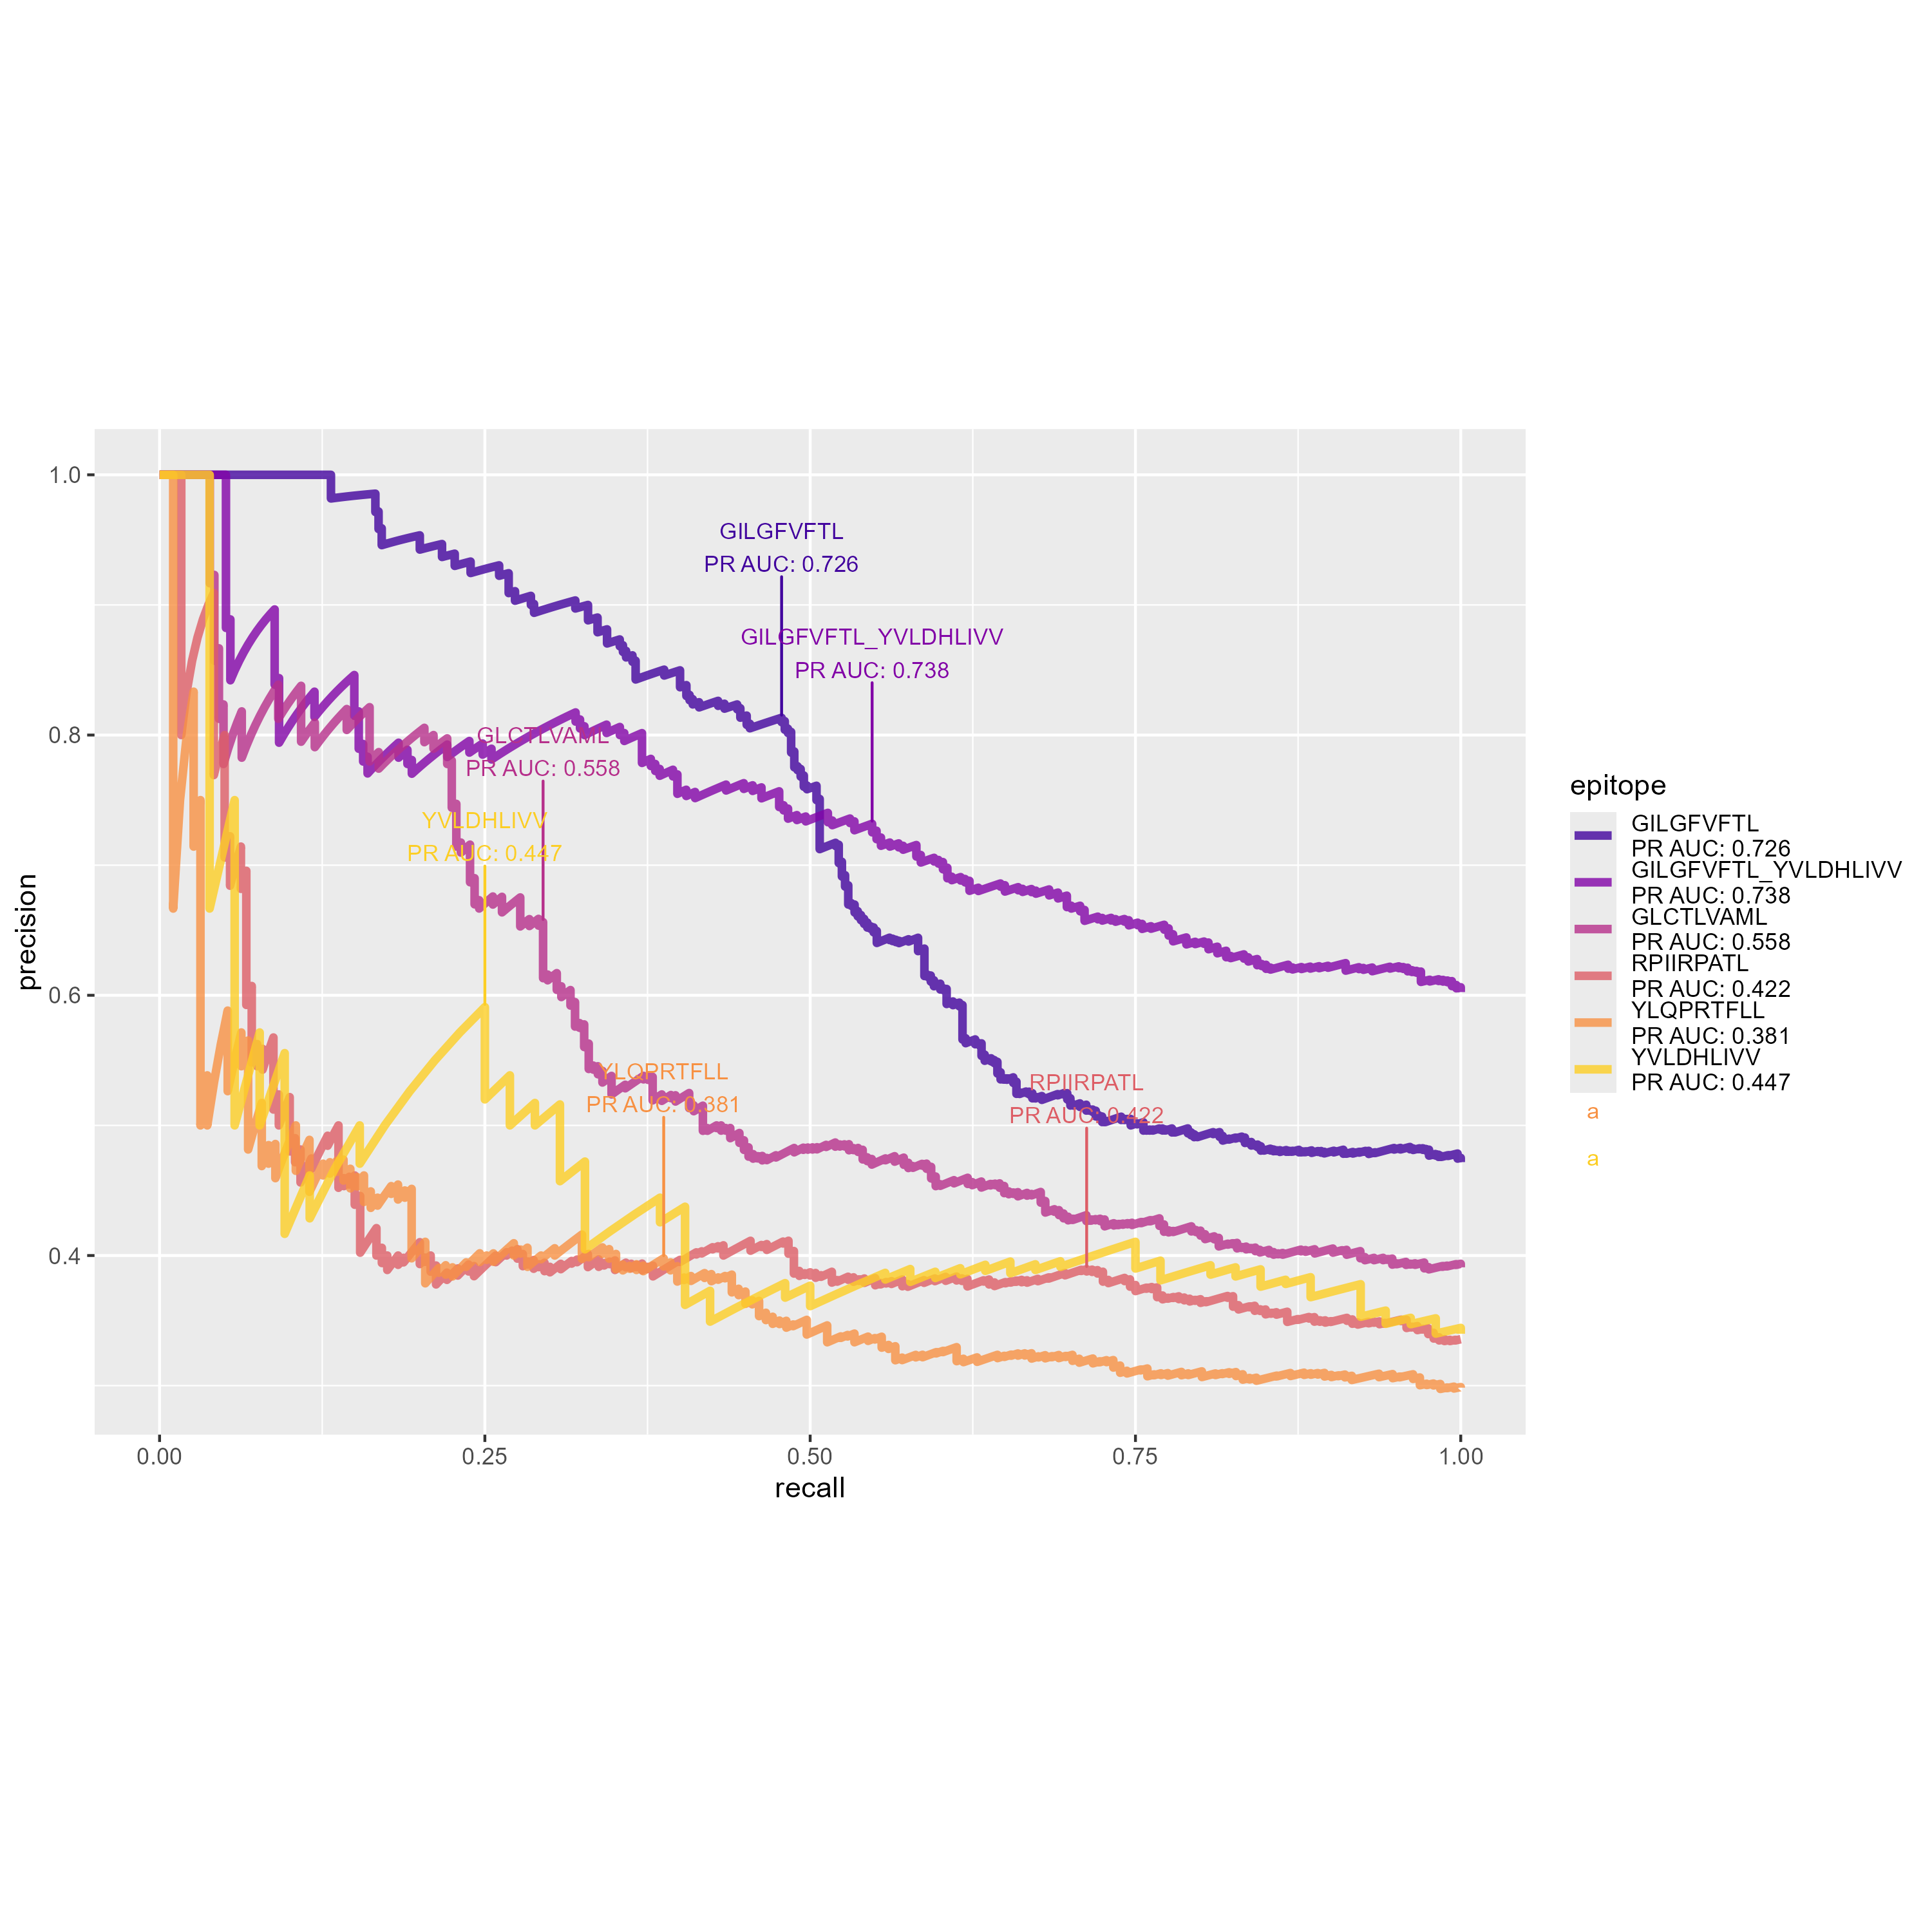 1.0
0.8
0.6
0.4
precision
GILGFVFTL
PR AUC: 0.726
GILGFVFTL_YVLDHLIVV
PR AUC: 0.738
GLCTLVAML
PR AUC: 0.558
YVLDHLIVV
PR AUC: 0.447
YLQPRTFLL
PR AUC: 0.381
RPIIRPATL
PR AUC: 0.422
0.00 0.25 0.50 0.75 1.00
recall
epitope
GILGFVFTL
PR AUC: 0.726
GILGFVFTL_YVLDHLIVV
PR AUC: 0.738
GLCTLVAML
PR AUC: 0.558
RPIIRPATL
PR AUC: 0.422
YLQPRTFLL
PR AUC: 0.381
YVLDHLIVV
PR AUC: 0.447
a
a